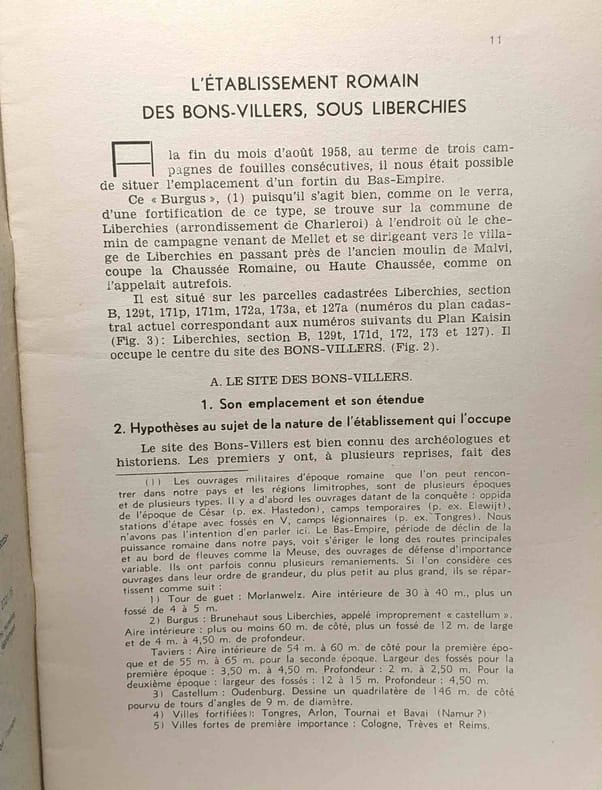 11
L'ÉTABLISSEMENT ROMAIN
DES BONS-VILLERS, SOUS LIBERCHIES
A la fin du mois d'août 1958, au terme de trois cam-
pagnes de fouilles consécutives, il nous était possible
de situer l'emplacement d'un fortin du Bas-Empire.
Ce « Burgus », (1) puisqu'il s'agit bien, comme on le verra,
d'une fortification de ce type, se trouve sur la commune de
Liberchies (arrondissement de Charleroi) à l'endroit où le che-
min de campagne venant de Mellet et se dirigeant vers le villa-
ge de Liberchies en passant près de l'ancien moulin de Malvi,
coupe la Chaussée Romaine, ou Haute Chaussée, comme on
l'appelait autrefois.
Il est situé sur les parcelles cadastrées Liberchies, section
B, 129t, 171p, 171m, 172a, 173a, et 127a (numéros du plan cadas-
tral actuel correspondant aux numéros suivants du Plan Kaisin
(Fig. 3): Liberchies, section B, 129t, 171d, 172, 173 et 127). Il
occupe le centre du site des BONS-VILLERS. (Fig. 2).
A. LE SITE DES BONS-VILLERS.
1. Son emplacement et son étendue
2. Hypothèses au sujet de la nature de l'établissement qui l'occupe
Le site des Bons-Villers est bien connu des archéologues et
historiens. Les premiers y ont, à plusieurs reprises, fait des
(1) Les ouvrages militaires d'époque romaine que l'on peut rencon-
trer dans notre pays et les régions limitrophes, sont de plusieurs époques
et de plusieurs types. Il y a d'abord les ouvrages datant de la conquête : oppida
de l'époque de César (p. ex. Hastedon), camps temporaires (p. ex. Elewijt),
stations d'étape avec fossés en V, camps légionnaires (p. ex. Tongres). Nous
n'avons pas l'intention d'en parler ici. Le Bas-Empire, période de déclin de la
puissance romaine dans notre pays, voit s'ériger le long des routes principales
et au bord de fleuves comme la Meuse, des ouvrages de défense d'importance
variable. Ils ont parfois connu plusieurs remaniements. Si l'on considère ces
ouvrages dans leur ordre de grandeur, du plus petit au plus grand, ils se répar-
tissent comme suit :
1) Tour de guet : Morlanwelz. Aire intérieure de 30 à 40 m., plus un
fossé de 4 à 5 m.
2) Burgus : Brunehaut sous Liberchies, appelé improprement « castellum ».
Aire intérieure : plus ou moins 60 m. de côté, plus un fossé de 12 m. de large
et de 4 m. à 4,50 m. de profondeur.
Taviers : Aire intérieure de 54 m. à 60 m. de côté pour la première épo-
que et de 55 m. à 65 m. pour la seconde époque. Largeur des fossés pour la
première époque : 3,50 m. à 4,50 m. Profondeur : 2 m. à 2,50 m. Pour la
deuxième époque : largeur des fossés : 12 à 15 m. Profondeur : 4,50 m.
3) Castellum : Oudenburg. Dessine un quadrilatère de 146 m. de côté
pourvu de tours d'angles de 9 m. de diamètre.
4) Villes fortifiées): Tongres, Arlon, Tournai et Bavai (Namur ?)
5) Villes fortes de première importance : Cologne, Trèves et Reims.